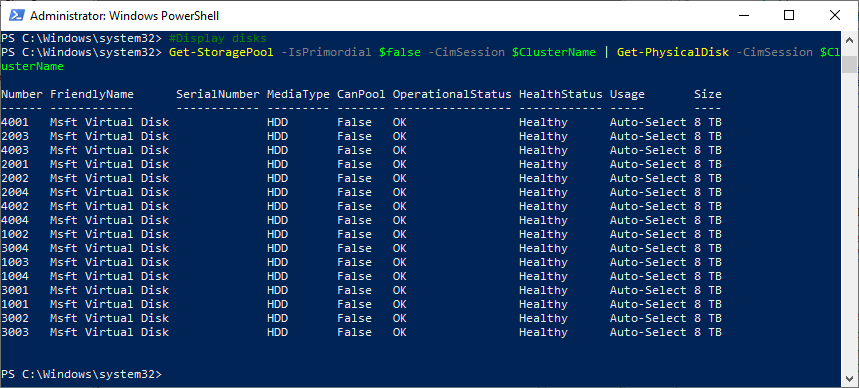 Administrator: Windows PowerShell
PS C:\Windows\system32> #Display disks
PS C:\Windows\system32> Get-StoragePool -IsPrimordial $false -CimSession $ClusterName | Get-PhysicalDisk -CimSession $Cl
usterName
Number FriendlyName SerialNumber MediaType CanPool OperationalStatus HealthStatus Usage Size
------ ------------ ------------ --------- ------- ----------------- ------------ ----- ----
4001 Msft Virtual Disk HDD False OK Healthy Auto-Select 8 TB
2003 Msft Virtual Disk HDD False OK Healthy Auto-Select 8 TB
4003 Msft Virtual Disk HDD False OK Healthy Auto-Select 8 TB
2001 Msft Virtual Disk HDD False OK Healthy Auto-Select 8 TB
2002 Msft Virtual Disk HDD False OK Healthy Auto-Select 8 TB
2004 Msft Virtual Disk HDD False OK Healthy Auto-Select 8 TB
4002 Msft Virtual Disk HDD False OK Healthy Auto-Select 8 TB
4004 Msft Virtual Disk HDD False OK Healthy Auto-Select 8 TB
1002 Msft Virtual Disk HDD False OK Healthy Auto-Select 8 TB
3004 Msft Virtual Disk HDD False OK Healthy Auto-Select 8 TB
1003 Msft Virtual Disk HDD False OK Healthy Auto-Select 8 TB
1004 Msft Virtual Disk HDD False OK Healthy Auto-Select 8 TB
3001 Msft Virtual Disk HDD False OK Healthy Auto-Select 8 TB
1001 Msft Virtual Disk HDD False OK Healthy Auto-Select 8 TB
3002 Msft Virtual Disk HDD False OK Healthy Auto-Select 8 TB
3003 Msft Virtual Disk HDD False OK Healthy Auto-Select 8 TB
PS C:\Windows\system32>